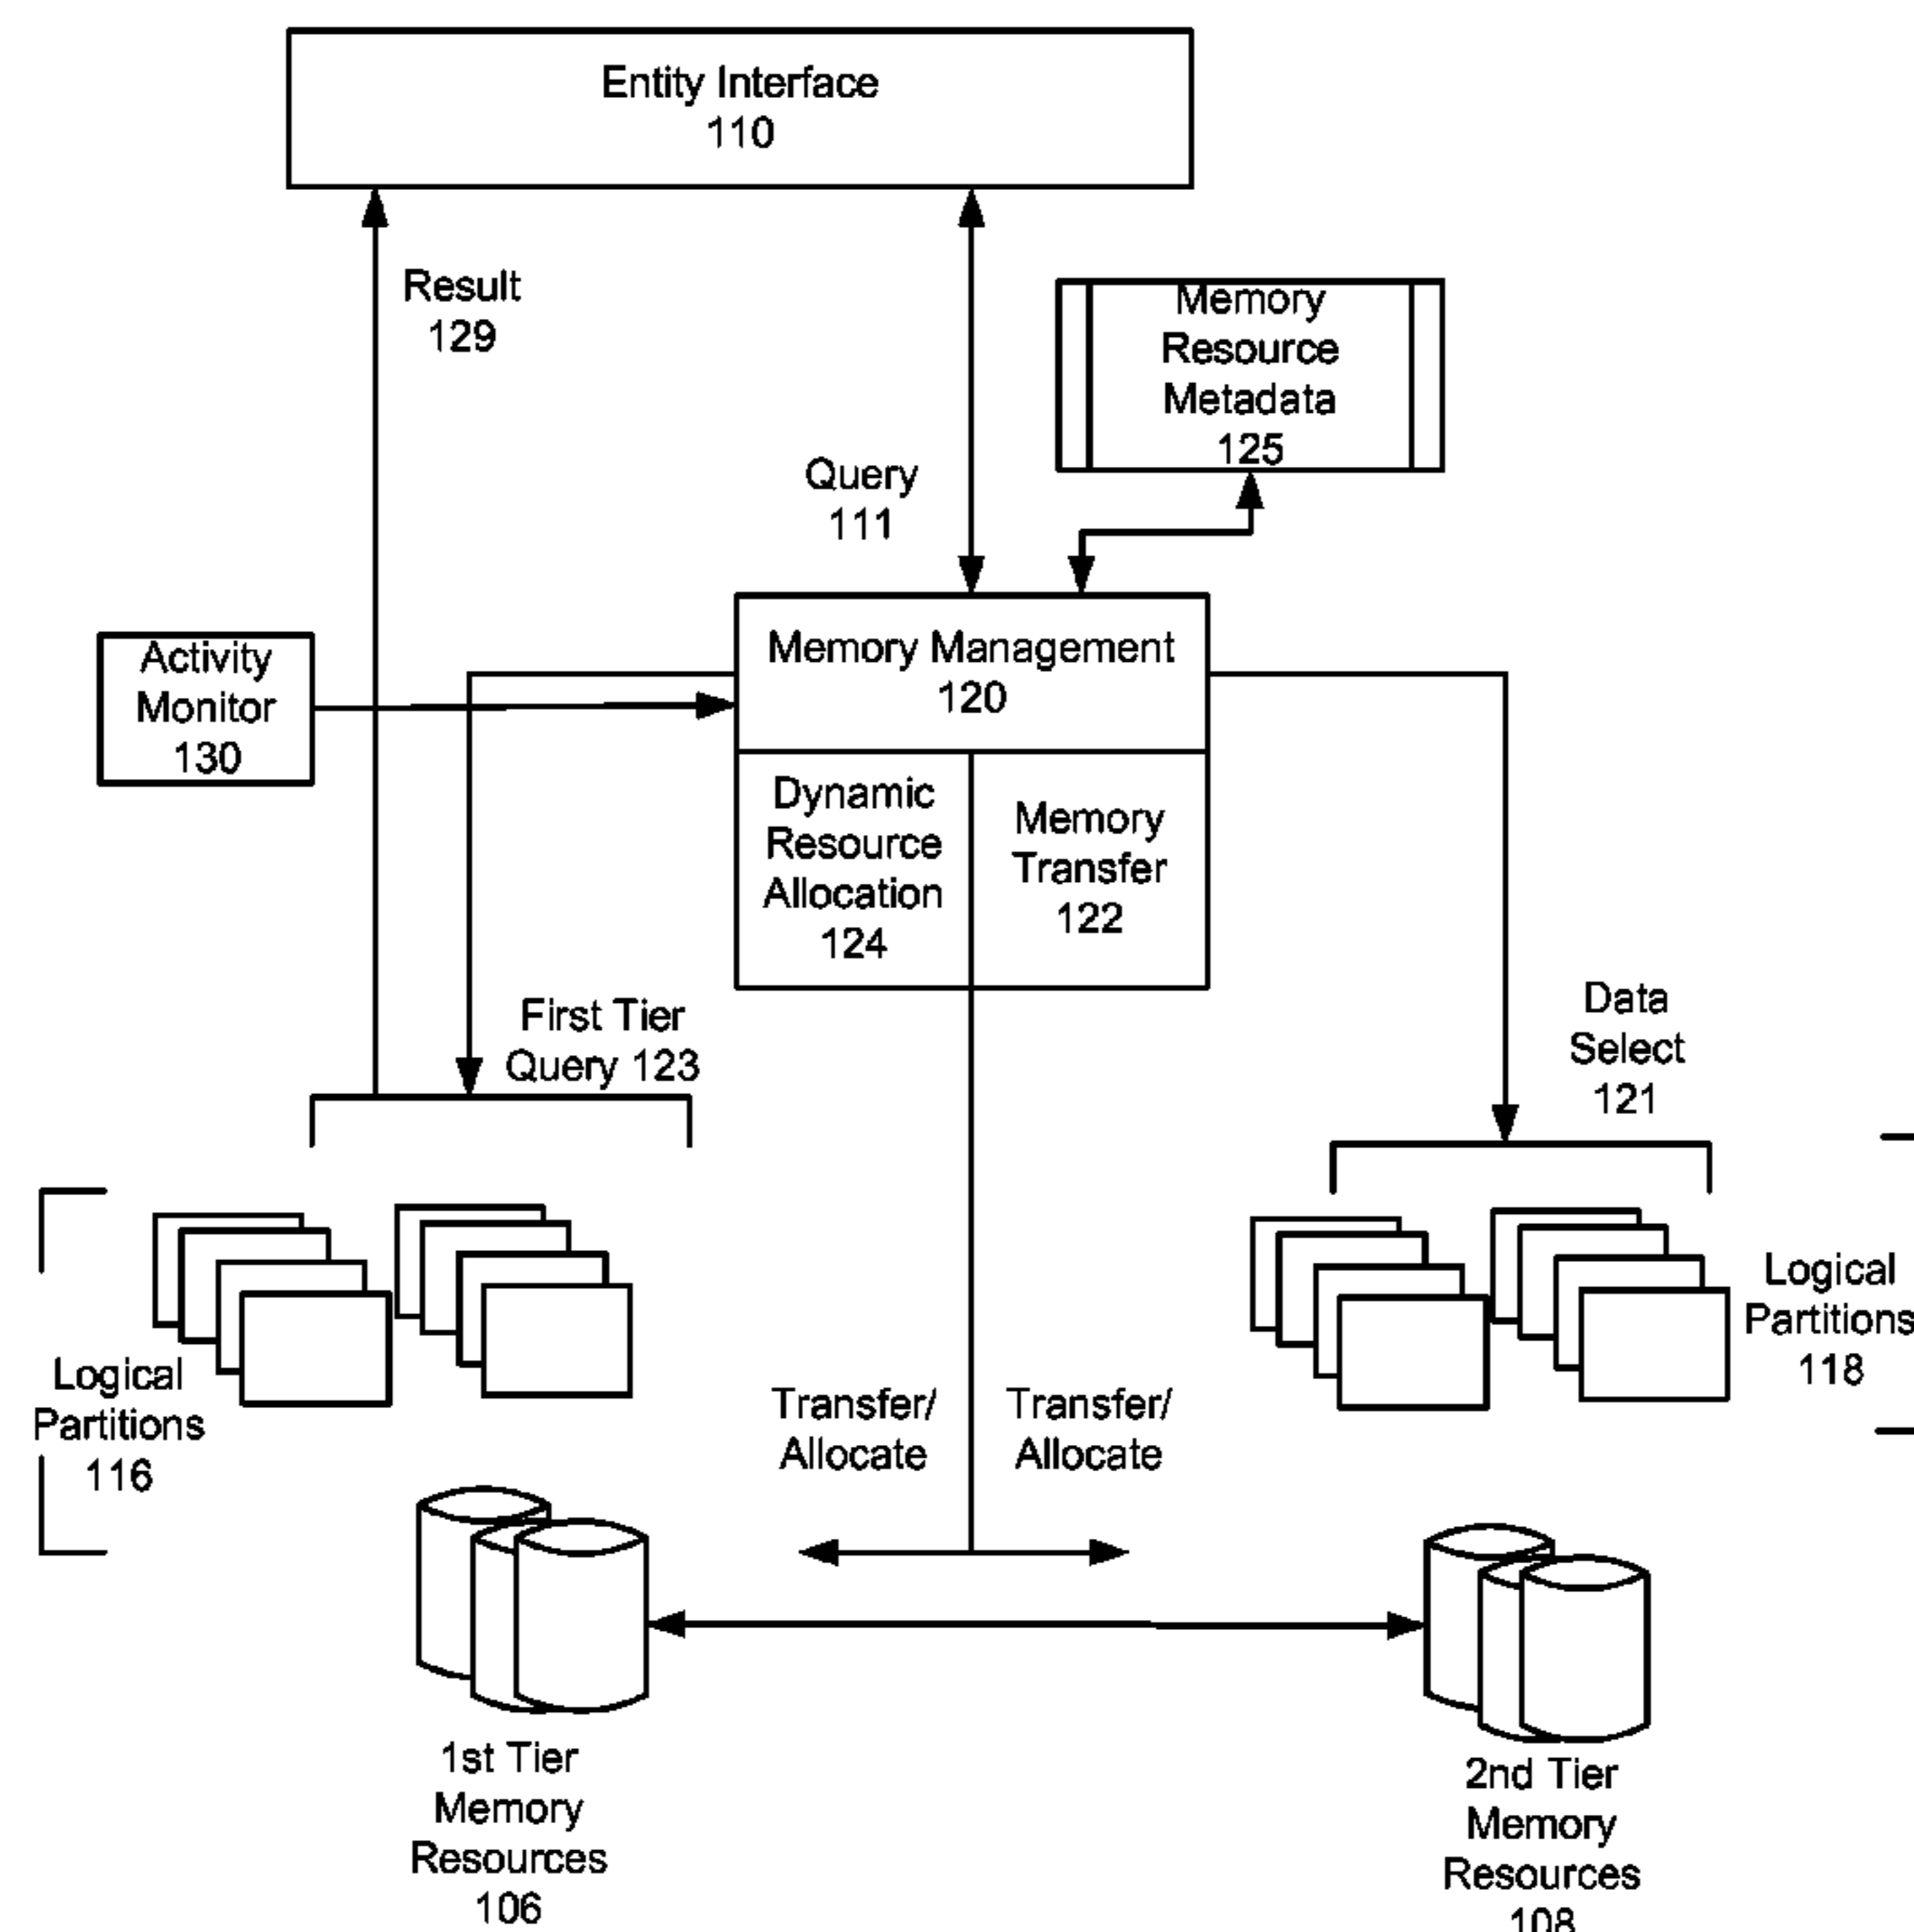 Entity Interface
110
Result
129
Memory
Resource
Metadata
125
Query
111
Activity
Monitor
130
Memory Management
120
Dynamic
Resource
Allocation
124
Memory
Transfer
122
First Tier
Query 123
Data
Select
121
Logical
Partitions
116
Logical
Partitions
118
Transfer/
Allocate
Transfer/
Allocate
1st Tier
Memory
Resources
106
2nd Tier
Memory
Resources
108